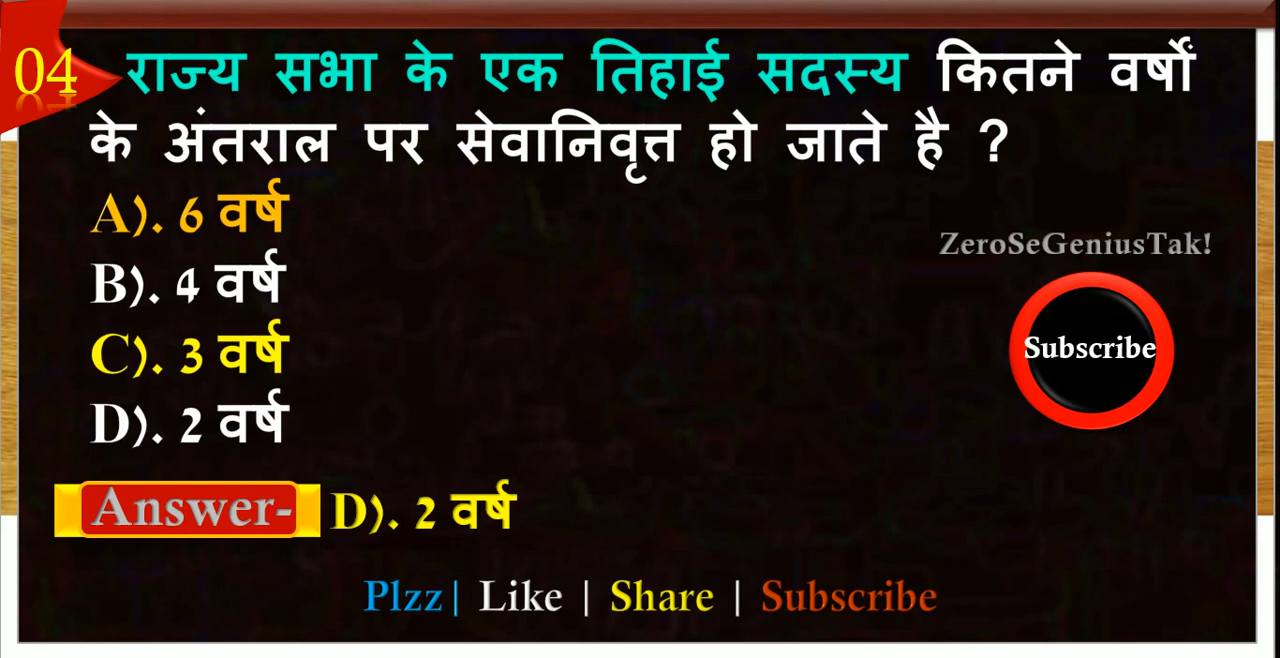 04
राज्य सभा के एक तिहाई सदस्य कितने वर्षों
के अंतराल पर सेवानिवृत्त हो जाते है ?
A). 6 वर्ष
B). 4 वर्ष
C). 3 वर्ष
D). 2 वर्ष
ZeroSeGeniusTak!
Subscribe
Answer- D). 2 वर्ष
Plzz| Like | Share | Subscribe